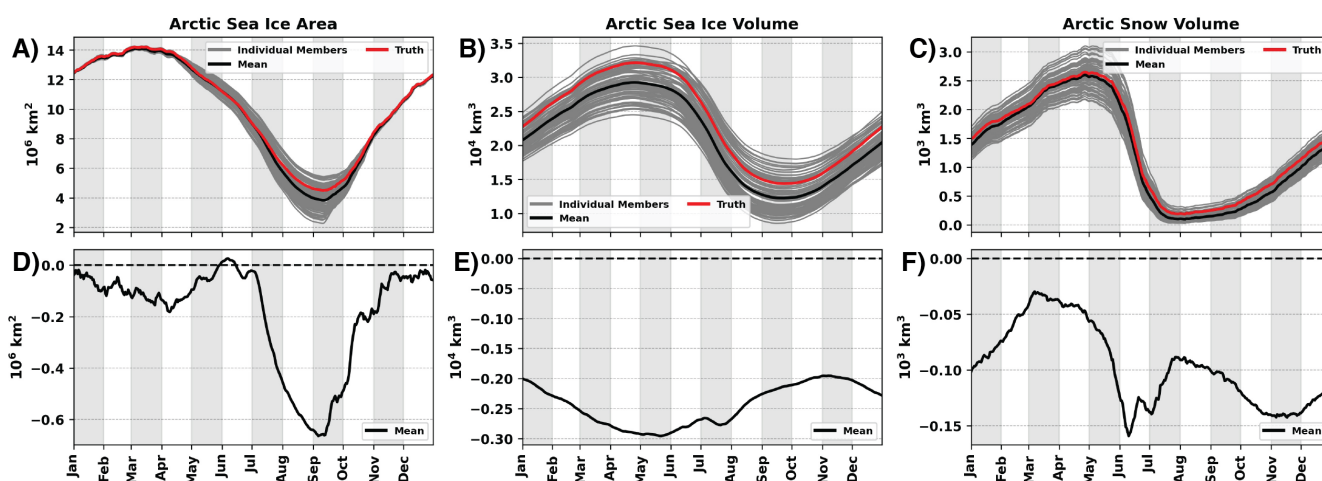 Arctic Sea Ice Area
A)
Individual Members
Truth
Mean
10⁶ km²
14
12
10
8
6
4
2
Arctic Sea Ice Volume
B)
Individual Members
Truth
Mean
10⁴ km³
3.5
3.0
2.5
2.0
1.5
1.0
Arctic Snow Volume
C)
Individual Members
Truth
Mean
10³ km³
3.0
2.5
2.0
1.5
1.0
0.5
0.0
D)
10⁶ km²
0.0
−0.2
−0.4
−0.6
Mean
Jan
Feb
Mar
Apr
May
Jun
Jul
Aug
Sep
Oct
Nov
Dec
E)
10⁴ km³
0.00
−0.05
−0.10
−0.15
−0.20
−0.25
−0.30
Mean
Jan
Feb
Mar
Apr
May
Jun
Jul
Aug
Sep
Oct
Nov
Dec
F)
10³ km³
0.00
−0.05
−0.10
−0.15
Mean
Jan
Feb
Mar
Apr
May
Jun
Jul
Aug
Sep
Oct
Nov
Dec